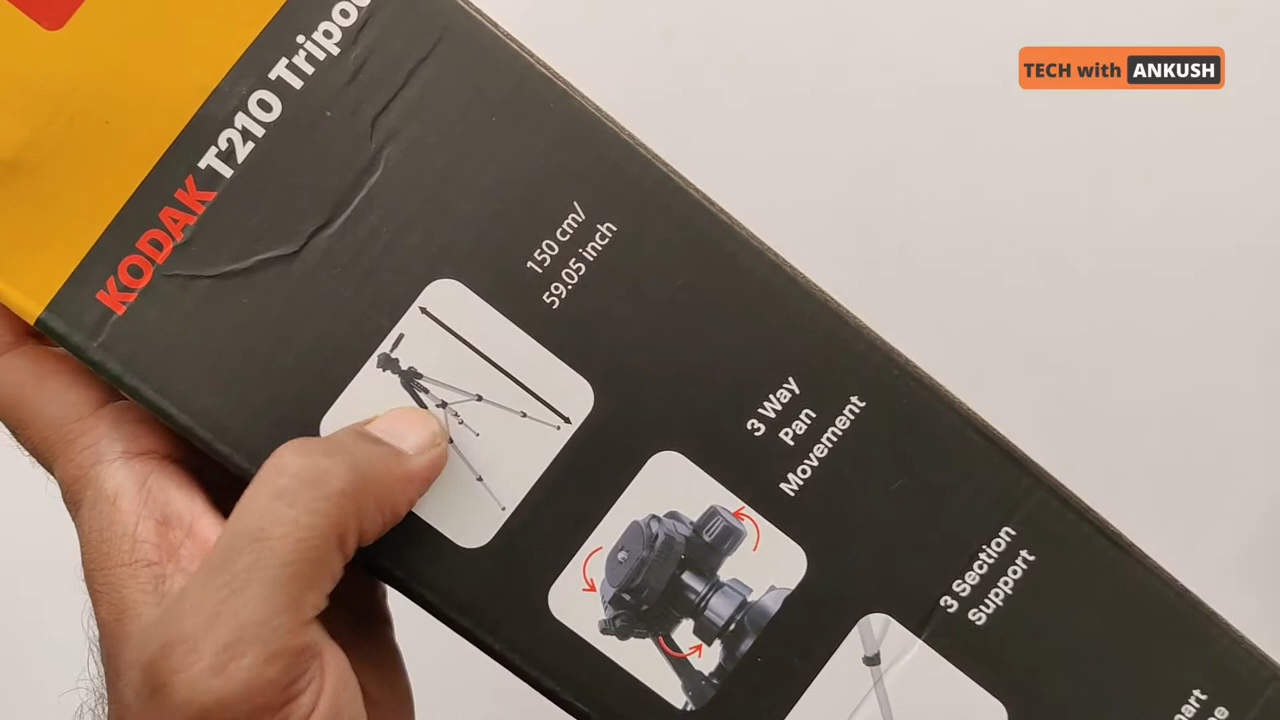 TECH with ANKUSH
KODAK T210 Tripod
150 cm/
59.05 inch
3 Way
Pan
Movement
3 Section
Support